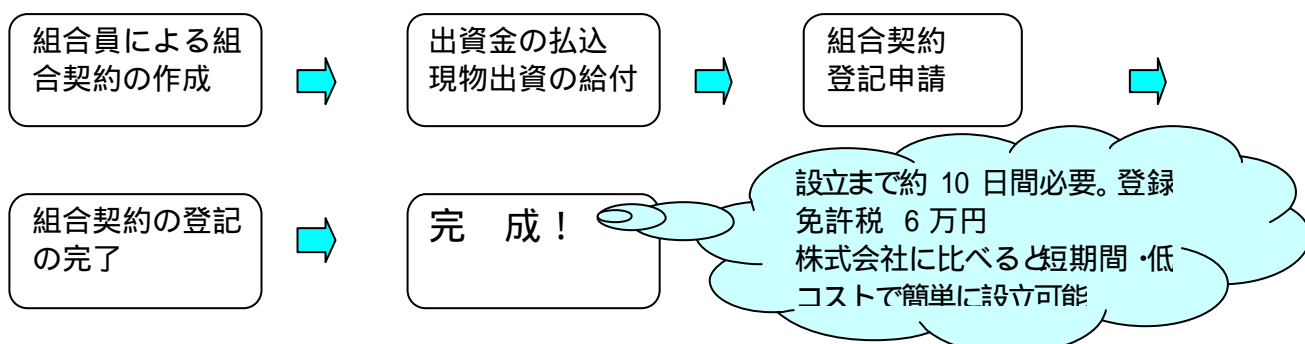 組合員による組
合契約の作成
出資金の払込
現物出資の給付
組合契約
登記申請
組合契約の登記
の完了
完 成！
設立まで約 10 日間必要。登録
免許税 6 万円
株式会社に比べると短期間・低
コストで簡単に設立可能